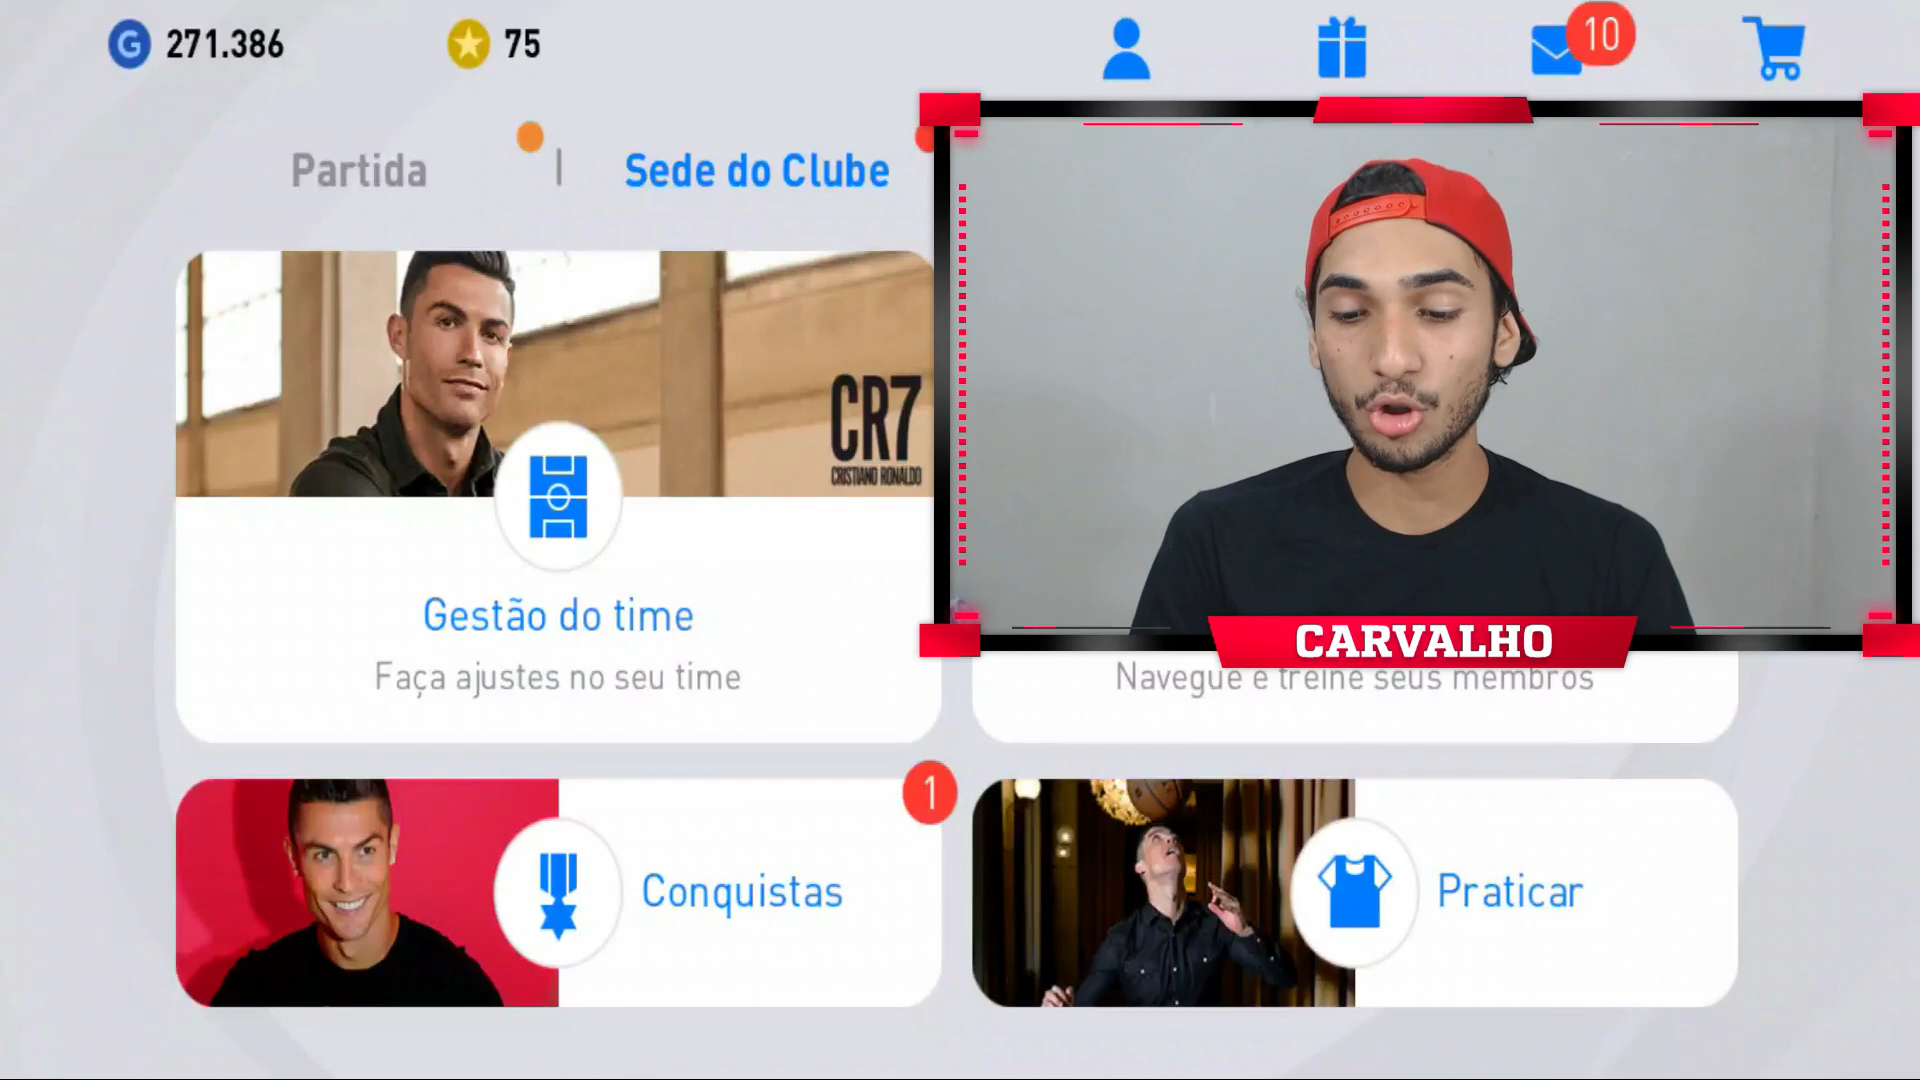 G 271.386 75
10
Partida | Sede do Clube
CR7
CRISTIANO RONALDO
CARVALHO
Gestão do time
Faça ajustes no seu time
Navegue e treine seus membros
1
Conquistas
Praticar